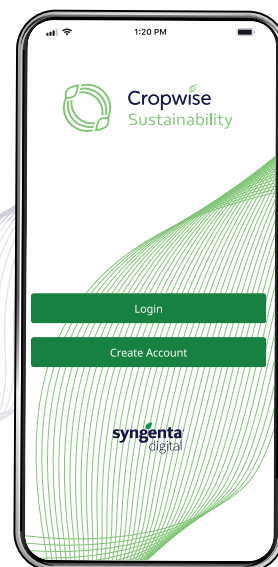 1:20 PM
Cropwise
Sustainability
Login
Create Account
syngenta
digital